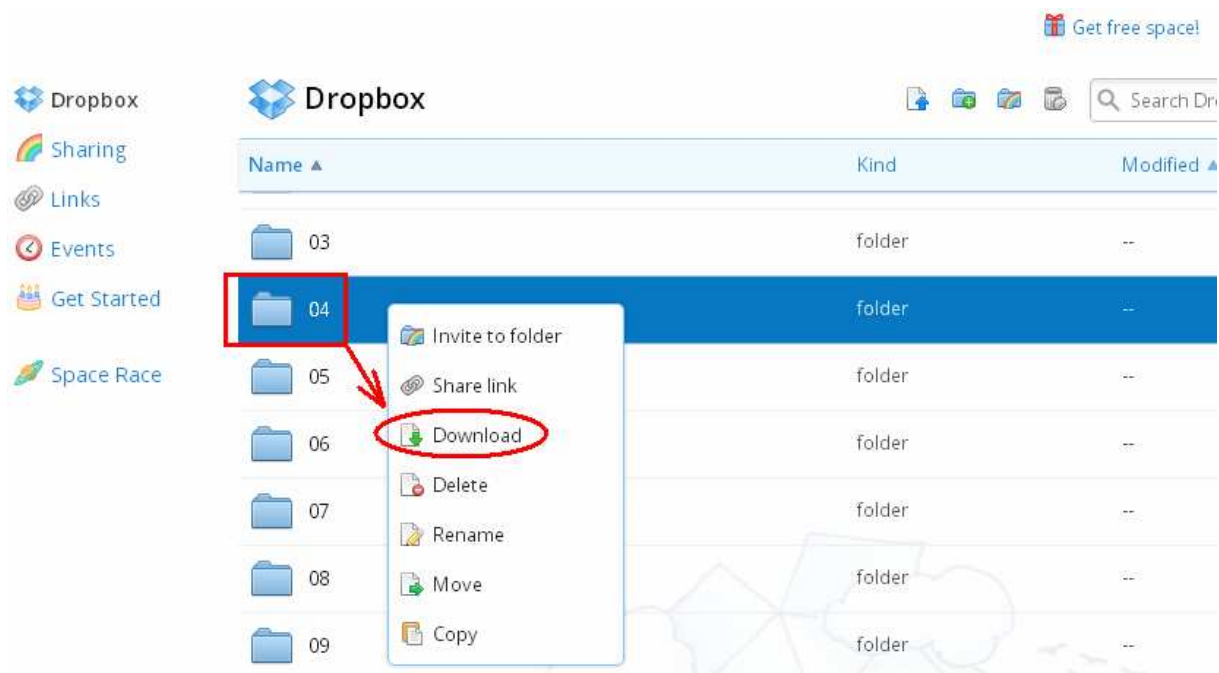 Get free space!
Dropbox
Sharing
Links
Events
Get Started
Space Race
Dropbox
Search Dro
Name ▲ Kind Modified ▲
03 folder --
04 folder --
05 folder --
06 folder --
07 folder --
08 folder --
09 folder --
Invite to folder
Share link
Download
Delete
Rename
Move
Copy